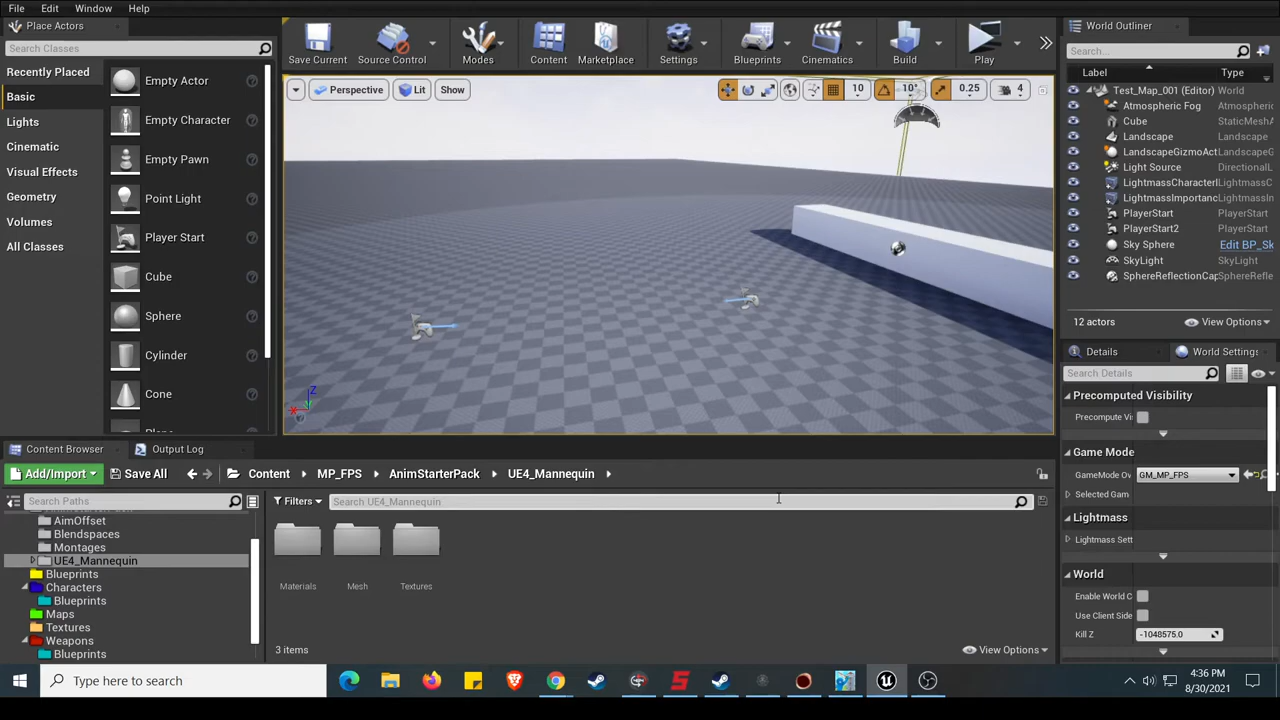 File Edit Window Help
Place Actors
Search Classes
Recently Placed
Basic
Lights
Cinematic
Visual Effects
Geometry
Volumes
All Classes
Empty Actor
Empty Character
Empty Pawn
Point Light
Player Start
Cube
Sphere
Cylinder
Cone
Save Current
Source Control
Modes
Content
Marketplace
Settings
Blueprints
Cinematics
Build
Play
Perspective
Lit
Show
10
10°
0.25
4
Z
X
World Outliner
Search...
Label Type
Test_Map_001 (Editor) World
Atmospheric Fog Atmospheric
Cube StaticMeshA
Landscape Landscape
LandscapeGizmoAct LandscapeG
Light Source DirectionalL
LightmassCharacterI LightmassC
LightmassImportanc LightmassIn
PlayerStart PlayerStart
PlayerStart2 PlayerStart
Sky Sphere Edit BP_Sk
SkyLight SkyLight
SphereReflectionCap SphereRefle
12 actors
View Options
Details
World Settings
Search Details
Precomputed Visibility
Precompute Vi
Game Mode
GameMode Ov GM_MP_FPS
Selected Gam
Lightmass
Lightmass Sett
World
Enable World C
Use Client Side
Kill Z -1048575.0
Content Browser
Output Log
Add/Import
Save All
Content
MP_FPS
AnimStarterPack
UE4_Mannequin
Search Paths
AimOffset
Blendspaces
Montages
UE4_Mannequin
Blueprints
Characters
Blueprints
Maps
Textures
Weapons
Blueprints
Filters
Search UE4_Mannequin
Materials
Mesh
Textures
3 items
View Options
Type here to search
4:36 PM
8/30/2021